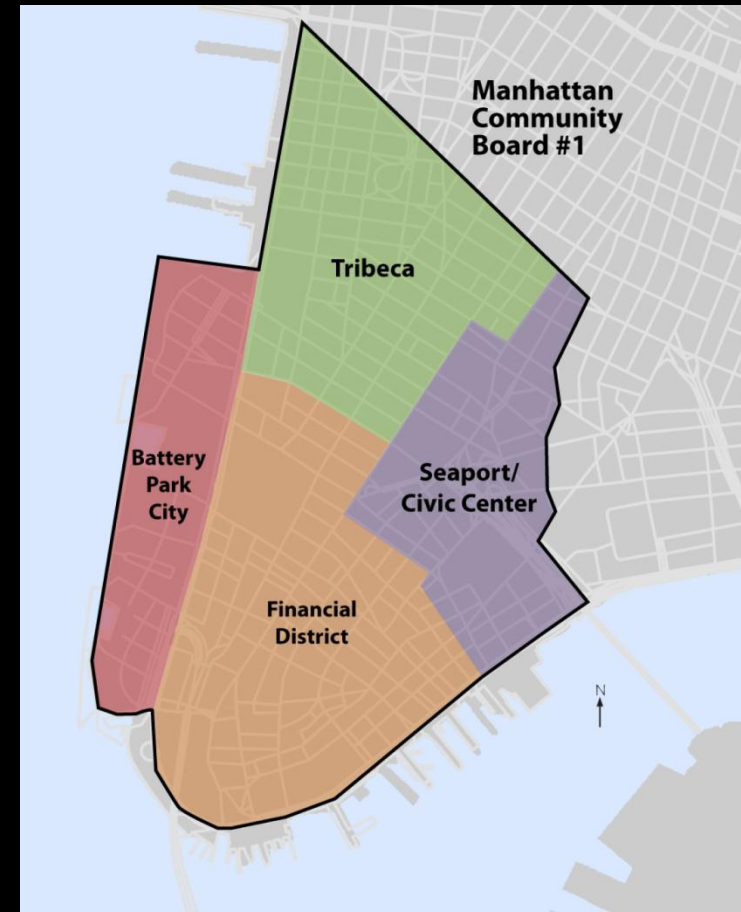 Manhattan
Community
Board #1
Tribeca
Battery
Park
City
Seaport/
Civic Center
Financial
District
N